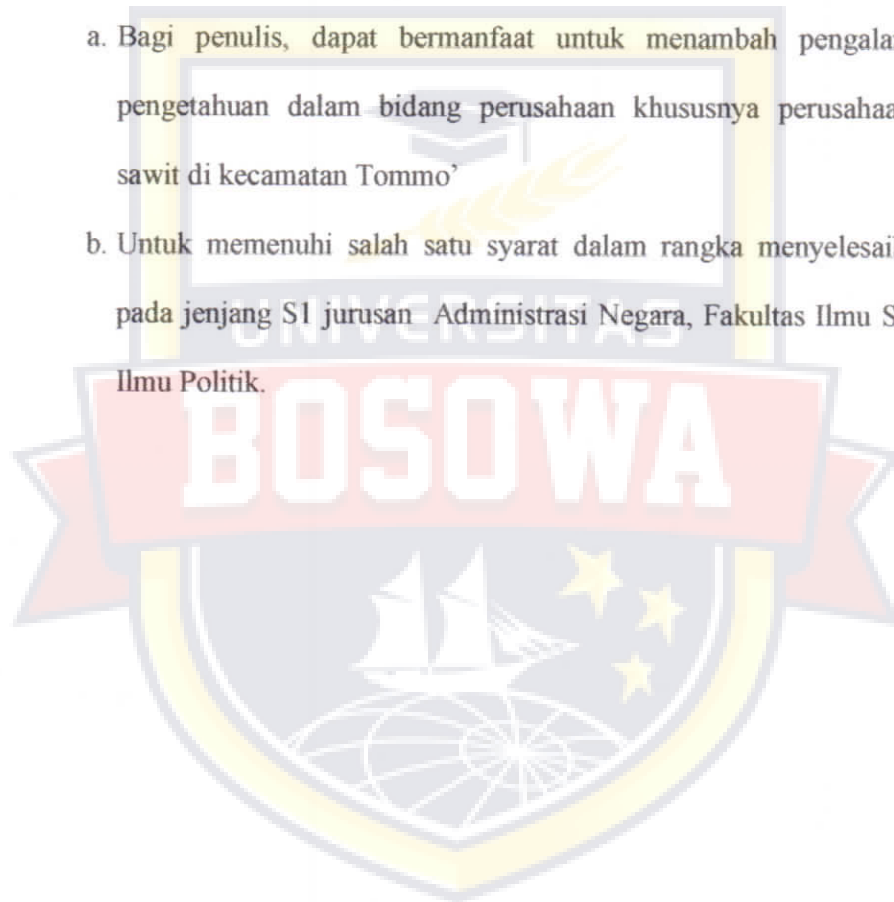 a. Bagi penulis, dapat bermanfaat untuk menambah pengala
pengetahuan dalam bidang perusahaan khususnya perusahaa
sawit di kecamatan Tommo’
b. Untuk memenuhi salah satu syarat dalam rangka menyelesai
pada jenjang S1 jurusan Administrasi Negara, Fakultas Ilmu S
UNIVERSITAS
Ilmu Politik.
BOSOWA